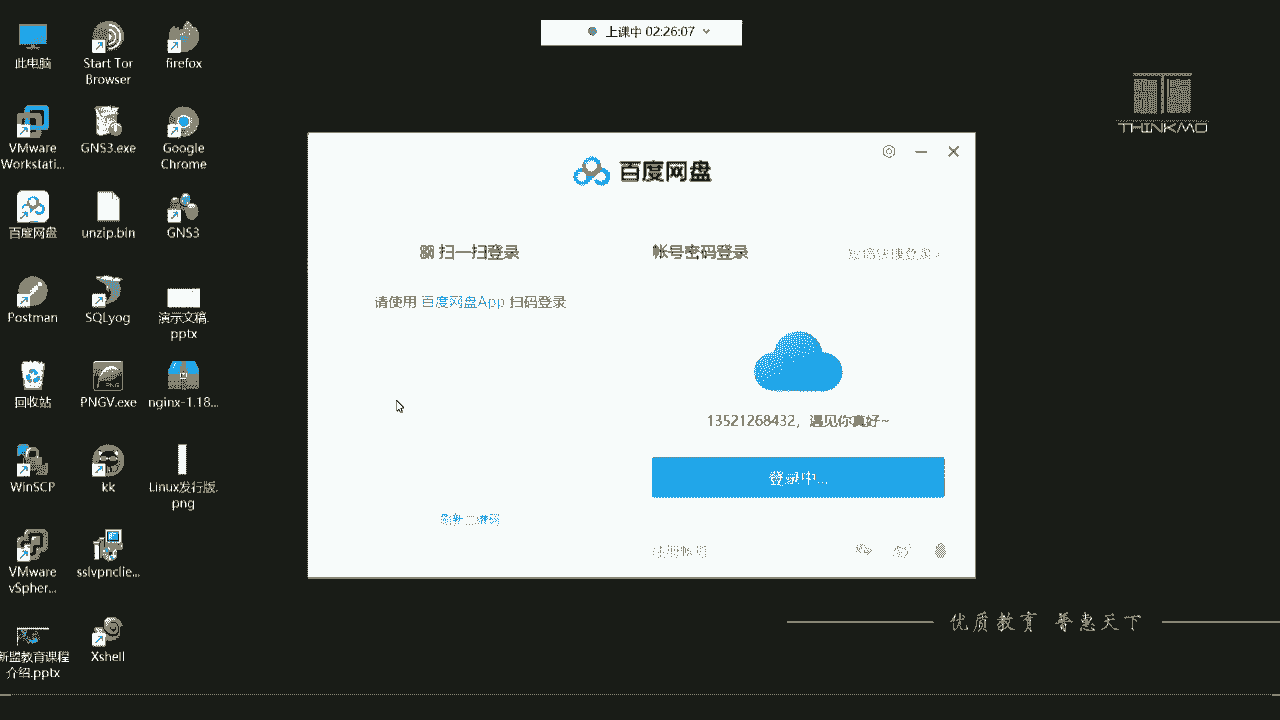 上课中 02:26:07
此电脑
Start Tor
Browser
firefox
THINKMO
VMware
Workstati...
GNS3.exe
Google
Chrome
百度网盘
百度网盘
unzip.bin
GNS3
扫一扫登录
帐号密码登录
请使用 百度网盘App 扫码登录
Postman
SQLyog
演示文稿.
pptx
回收站
PNGV.exe
nginx-1.18...
13521268432，遇见你真好~
登录中...
WinSCP
kk
Linux发行版.
png
刷新二维码
注册帐号
VMware
vSpher...
sslvpnclie...
优质教育 普惠天下
新盟教育课程
介绍.pptx
Xshell